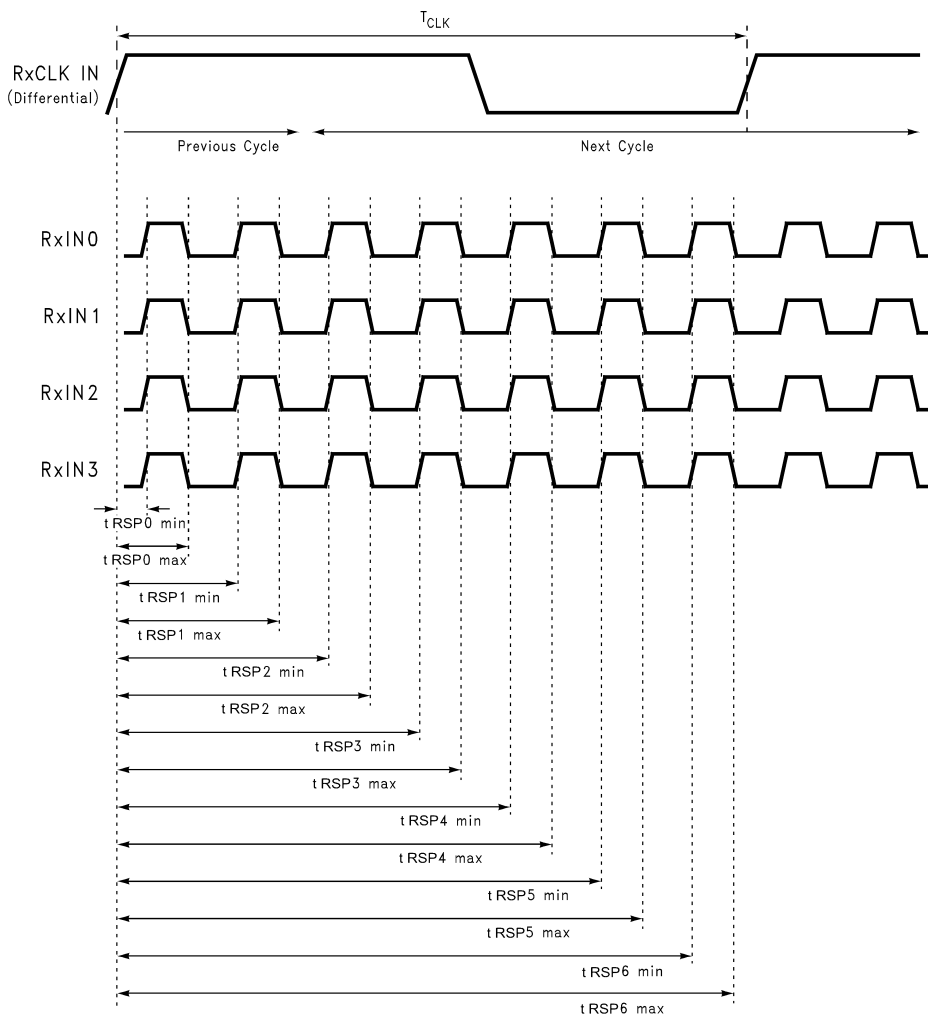 TCLK
RxCLK IN
(Differential)
Previous Cycle
Next Cycle
RxIN0
RxIN1
RxIN2
RxIN3
tRSP0 min
tRSP0 max
tRSP1 min
tRSP1 max
tRSP2 min
tRSP2 max
tRSP3 min
tRSP3 max
tRSP4 min
tRSP4 max
tRSP5 min
tRSP5 max
tRSP6 min
tRSP6 max